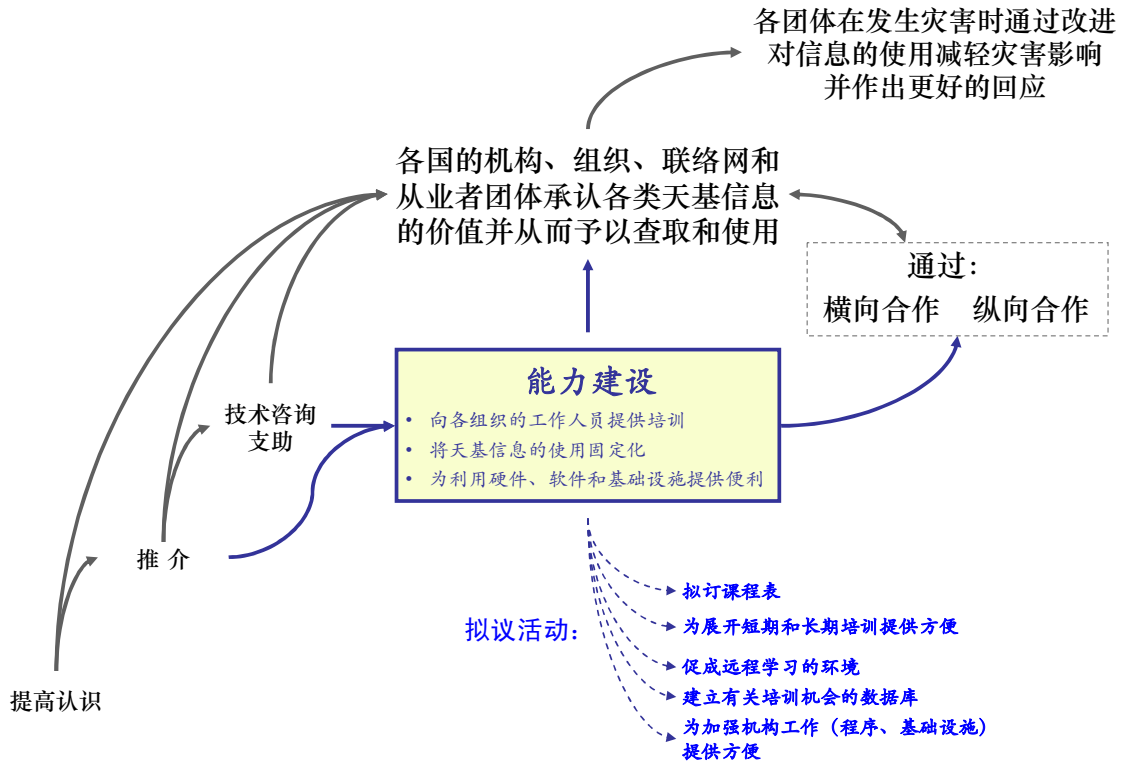 各团体在发生灾害时通过改进
对信息的使用减轻灾害影响
并作出更好的回应
各国的机构、组织、联络网和
从业者团体承认各类天基信息
的价值并从而予以查取和使用
通过：
横向合作 纵向合作
能力建设
• 向各组织的工作人员提供培训
• 将天基信息的使用固定化
• 为利用硬件、软件和基础设施提供便利
技术咨询
支助
推 介
提高认识
拟议活动：
拟订课程表
为展开短期和长期培训提供方便
促成远程学习的环境
建立有关培训机会的数据库
为加强机构工作（程序、基础设施）
提供方便